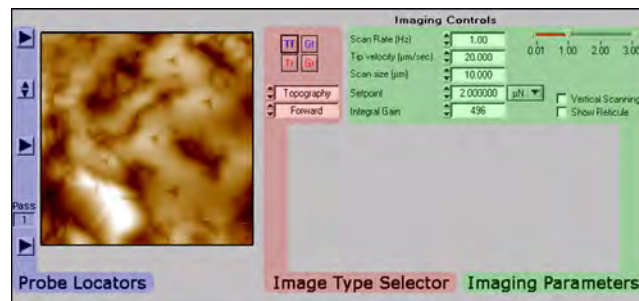 Imaging Controls
Tf Gf
Tr Gr
Topography
Forward
Scan Rate (Hz) 1.00
Tip velocity (µm/sec) 20.000
Scan size (µm) 10.000
Setpoint 2.000000 µN
Integral Gain 496
0.01 1.00 2.00 3.00
Vertical Scanning
Show Reticule
Pass
1
Probe Locators
Image Type Selector
Imaging Parameters